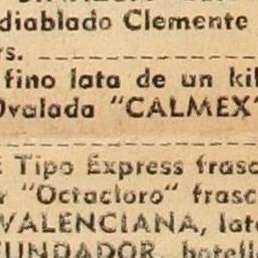 diablado Clemente
rs.
fino lata de un kil
Ovalada "CALMEX"
Tipo Express frasc
"Octacloro" frasc
VALENCIANA, lat
FUNDADOR, botell